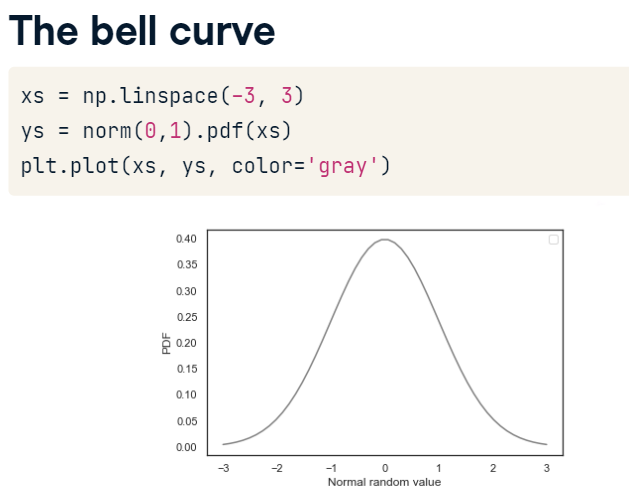 The bell curve
xs = np.linspace(-3, 3)
ys = norm(0,1).pdf(xs)
plt.plot(xs, ys, color='gray')
0.40
0.35
0.30
0.25
0.20
0.15
0.10
0.05
0.00
PDF
−3 −2 −1 0 1 2 3
Normal random value